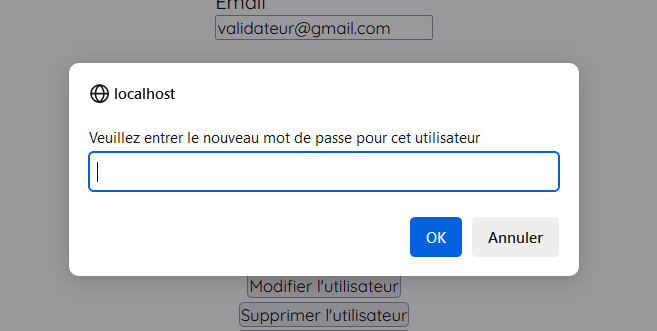 Email
validateur@gmail.com
localhost
Veuillez entrer le nouveau mot de passe pour cet utilisateur
OK
Annuler
Modifier l'utilisateur
Supprimer l'utilisateur